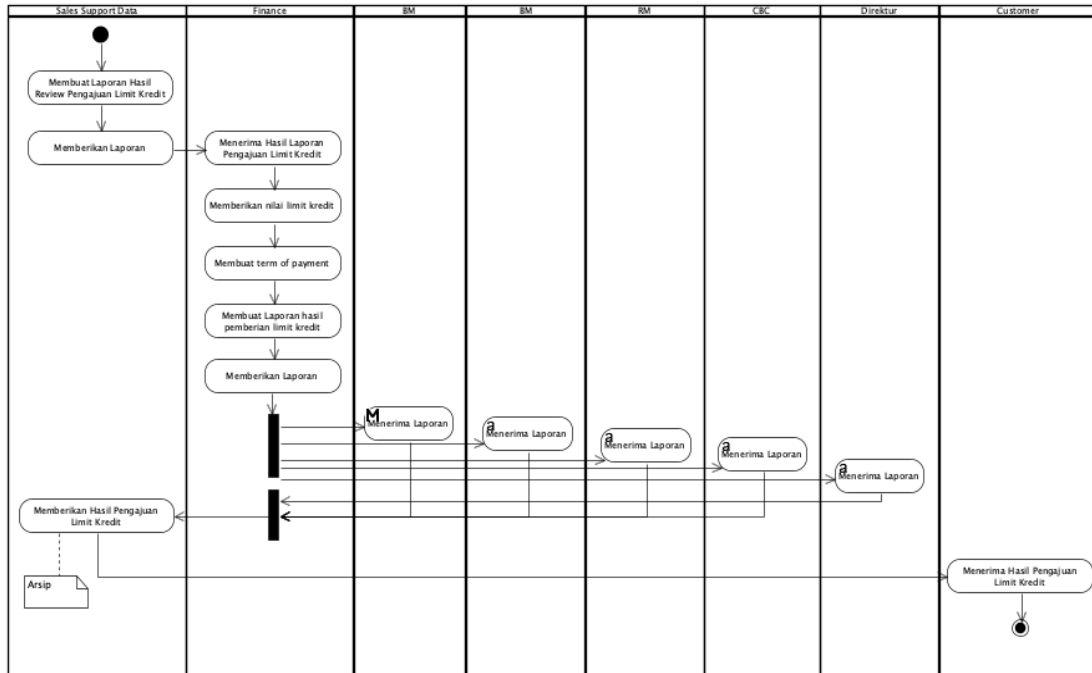 Sales Support Data
Finance
BM
BM
RM
CBC
Direktur
Customer
Membuat Laporan Hasil
Review Pengajuan Limit Kredit
Memberikan Laporan
Menerima Hasil Laporan
Pengajuan Limit Kredit
Memberikan nilai limit kredit
Membuat term of payment
Membuat Laporan hasil
pemberian limit kredit
Memberikan Laporan
M
Menerima Laporan
a
Menerima Laporan
a
Menerima Laporan
a
Menerima Laporan
a
Menerima Laporan
Memberikan Hasil Pengajuan
Limit Kredit
Arsip
Menerima Hasil Pengajuan
Limit Kredit